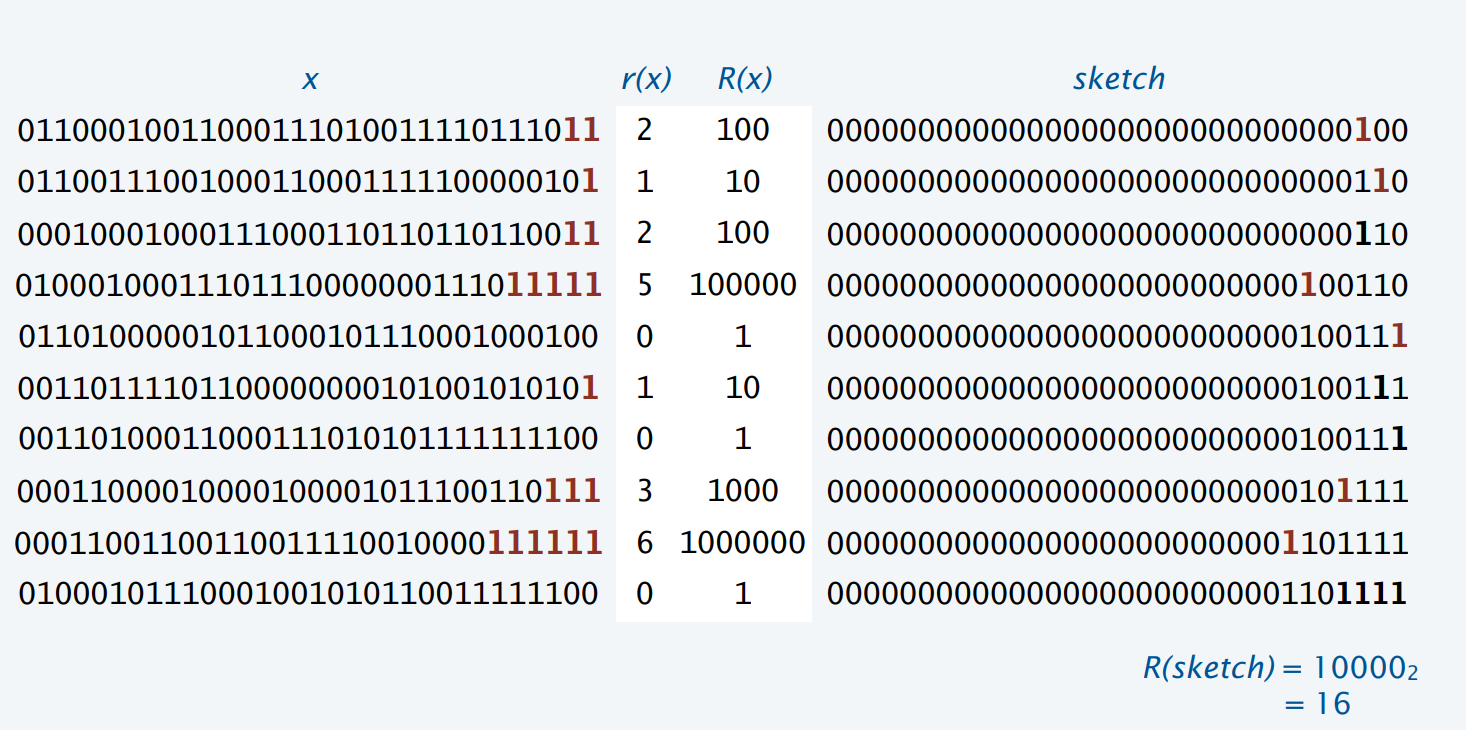 x r(x) R(x) sketch
01100010011000111010011110111011 2 100 00000000000000000000000000000100
01100111001000110001111100000101 1 10 00000000000000000000000000000110
00010001000111000110110110110011 2 100 00000000000000000000000000000110
01000100011101110000000111011111 5 100000 00000000000000000000000000100110
01101000001011000101110001000100 0 1 00000000000000000000000000100111
00110111101100000000101001010101 1 10 00000000000000000000000000100111
00110100011000111010101111111100 0 1 00000000000000000000000000100111
00011000010000100001011100110111 3 1000 00000000000000000000000000101111
00011001100110011110010000111111 6 1000000 00000000000000000000000001101111
01000101110001001010110011111100 0 1 00000000000000000000000001101111
R(sketch) = 10000₂
= 16